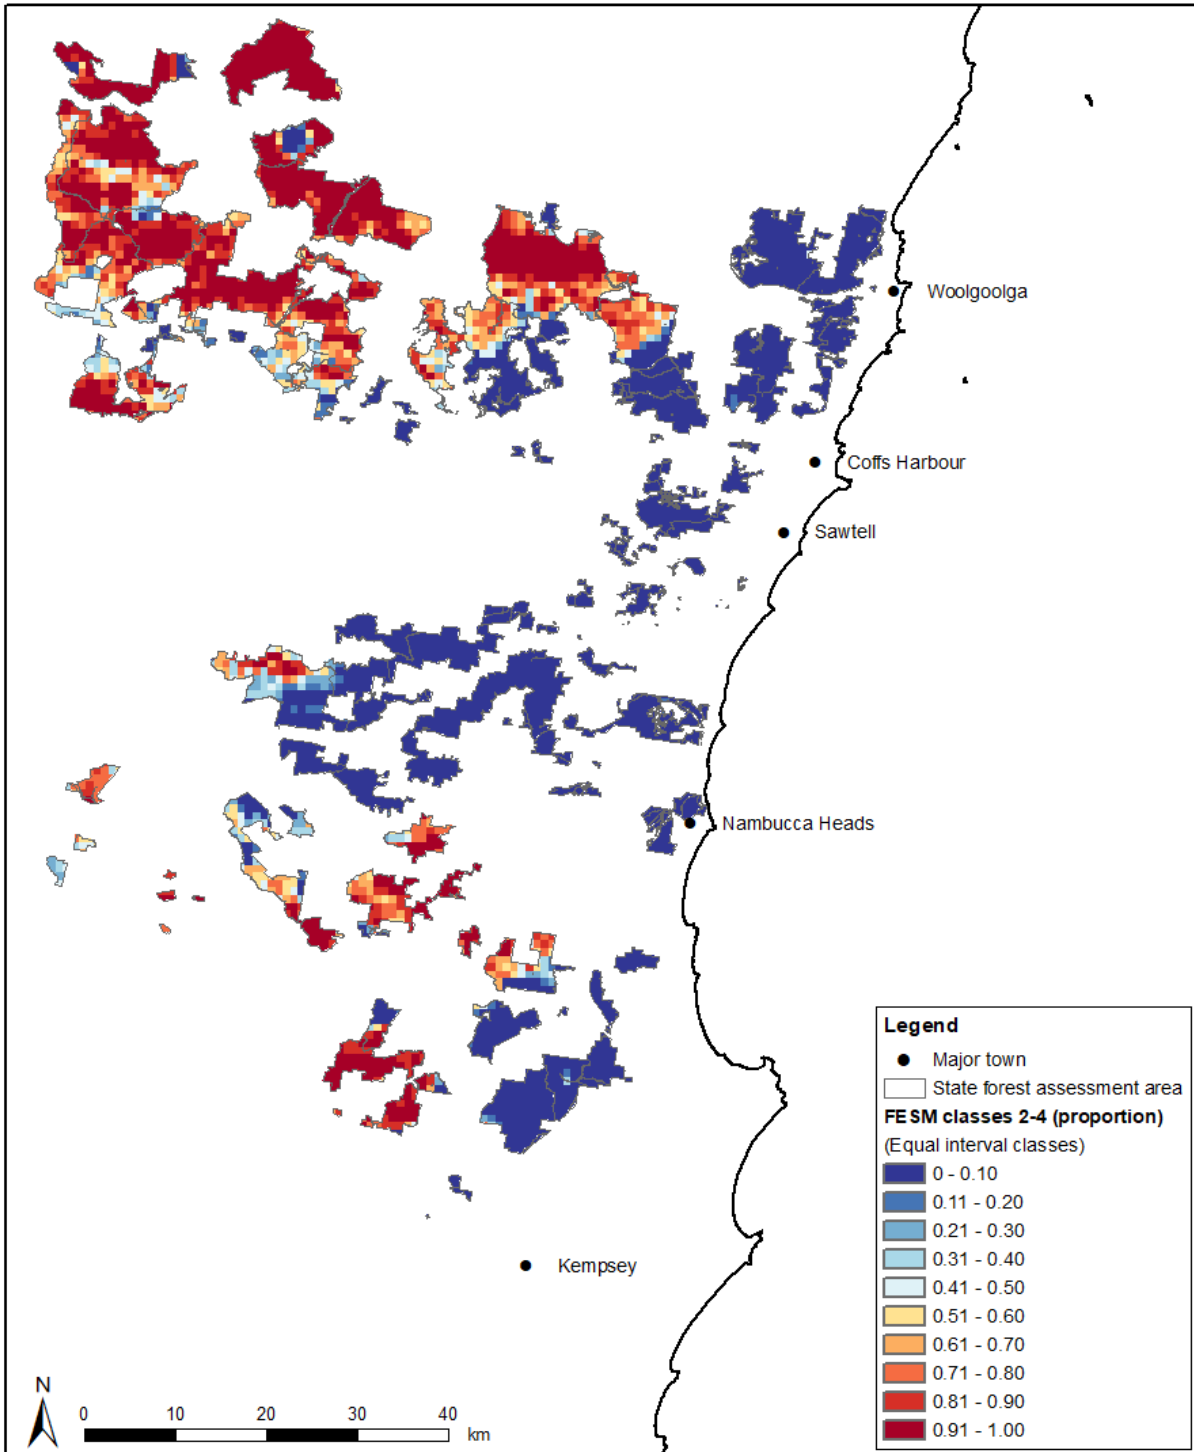 Woolgoolga
Coffs Harbour
Sawtell
Nambucca Heads
Kempsey
Legend
Major town
State forest assessment area
FESM classes 2-4 (proportion)
(Equal interval classes)
0 - 0.10
0.11 - 0.20
0.21 - 0.30
0.31 - 0.40
0.41 - 0.50
0.51 - 0.60
0.61 - 0.70
0.71 - 0.80
0.81 - 0.90
0.91 - 1.00
N
0 10 20 30 40
km